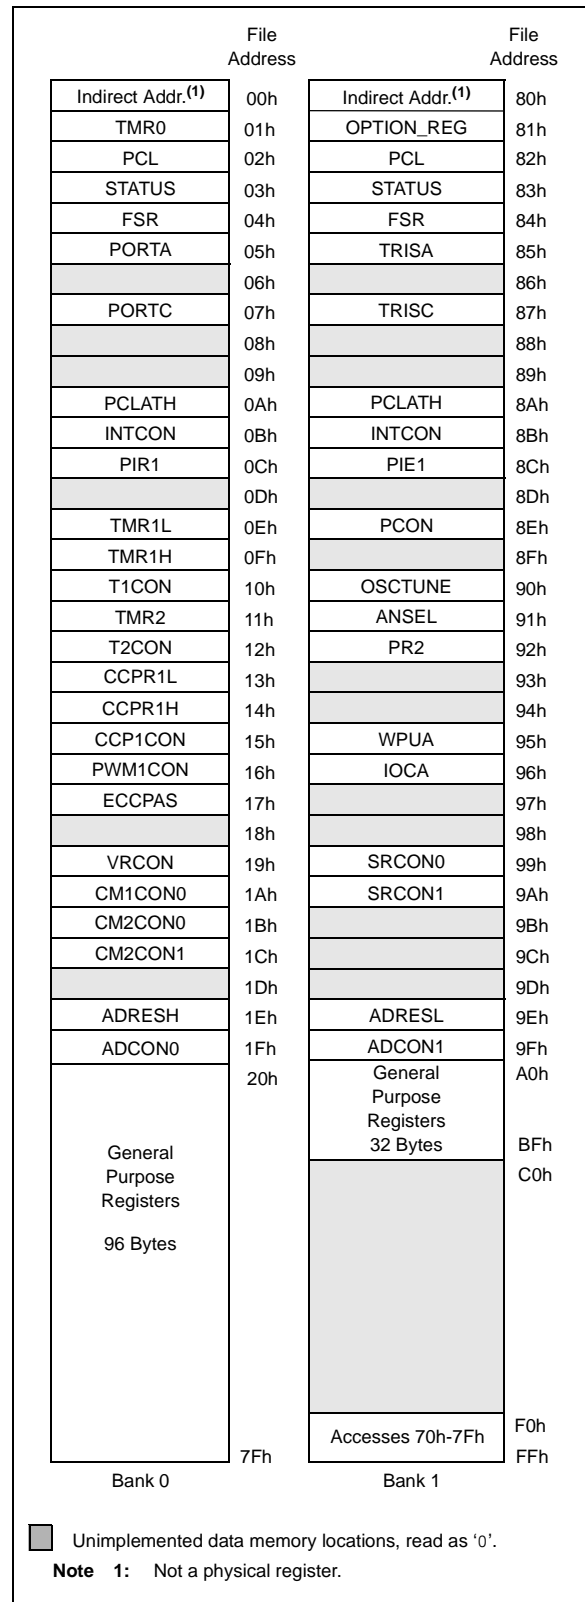 File Address File Address
Indirect Addr.(1) 00h Indirect Addr.(1) 80h
TMR0 01h OPTION_REG 81h
PCL 02h PCL 82h
STATUS 03h STATUS 83h
FSR 04h FSR 84h
PORTA 05h TRISA 85h
06h 86h
PORTC 07h TRISC 87h
08h 88h
09h 89h
PCLATH 0Ah PCLATH 8Ah
INTCON 0Bh INTCON 8Bh
PIR1 0Ch PIE1 8Ch
0Dh 8Dh
TMR1L 0Eh PCON 8Eh
TMR1H 0Fh 8Fh
T1CON 10h OSCTUNE 90h
TMR2 11h ANSEL 91h
T2CON 12h PR2 92h
CCPR1L 13h 93h
CCPR1H 14h 94h
CCP1CON 15h WPUA 95h
PWM1CON 16h IOCA 96h
ECCPAS 17h 97h
18h 98h
VRCON 19h SRCON0 99h
CM1CON0 1Ah SRCON1 9Ah
CM2CON0 1Bh 9Bh
CM2CON1 1Ch 9Ch
1Dh 9Dh
ADRESH 1Eh ADRESL 9Eh
ADCON0 1Fh ADCON1 9Fh
20h General A0h
Purpose
Registers
32 Bytes BFh
General
Purpose
Registers
96 Bytes
C0h
Accesses 70h-7Fh F0h
7Fh FFh
Bank 0 Bank 1
Unimplemented data memory locations, read as ‘0’.
Note 1: Not a physical register.